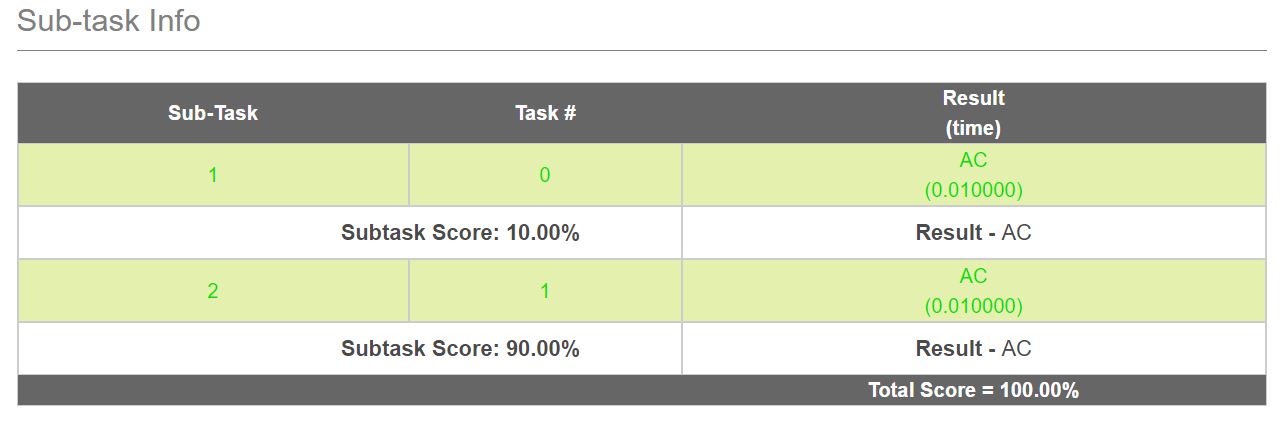 Sub-task Info
Sub-Task Task # Result
(time)
1 0 AC
(0.010000)
Subtask Score: 10.00% Result - AC
2 1 AC
(0.010000)
Subtask Score: 90.00% Result - AC
Total Score = 100.00%